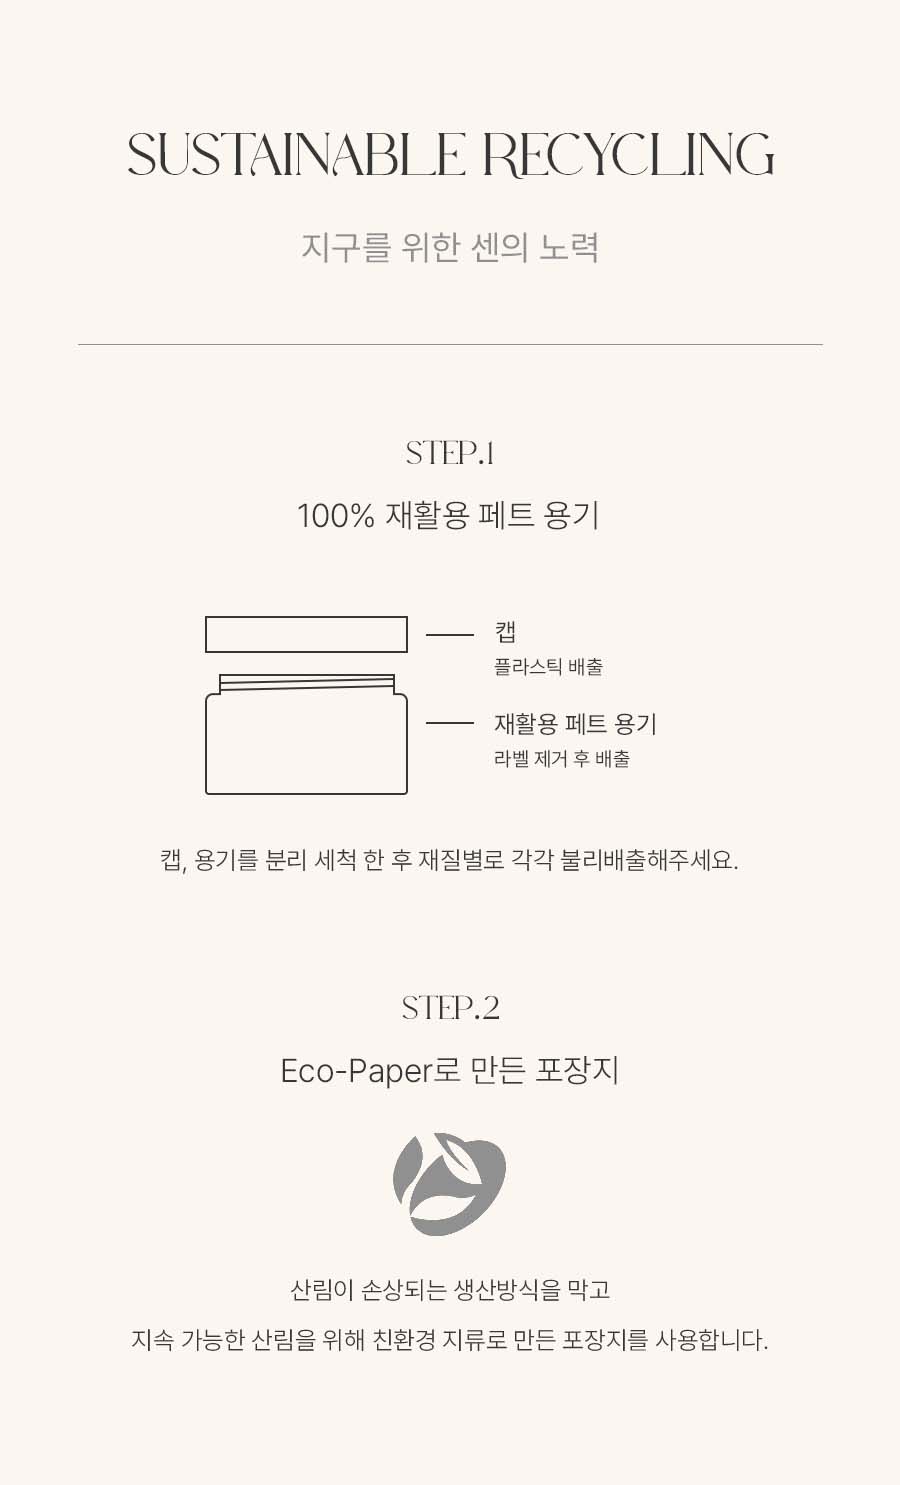 SUSTAINABLE RECYCLING
지구를 위한 센의 노력
STEP.1
100% 재활용 페트 용기
캡
플라스틱 배출
재활용 페트 용기
라벨 제거 후 배출
캡, 용기를 분리 세척 한 후 재질별로 각각 불리배출해주세요.
STEP.2
Eco-Paper로 만든 포장지
산림이 손상되는 생산방식을 막고
지속 가능한 산림을 위해 친환경 지류로 만든 포장지를 사용합니다.